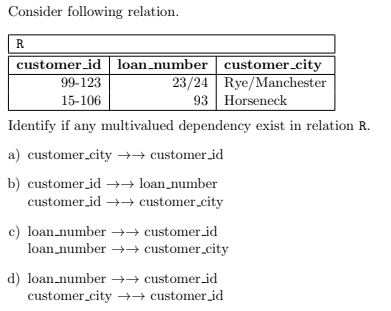 Consider following relation.
R
customer_id loan_number customer_city
99-123 23/24 Rye/Manchester
15-106 93 Horseneck
Identify if any multivalued dependency exist in relation R.
a) customer_city →→ customer_id
b) customer_id →→ loan_number
customer_id →→ customer_city
c) loan_number →→ customer_id
loan_number →→ customer_city
d) loan_number →→ customer_id
customer_city →→ customer_id